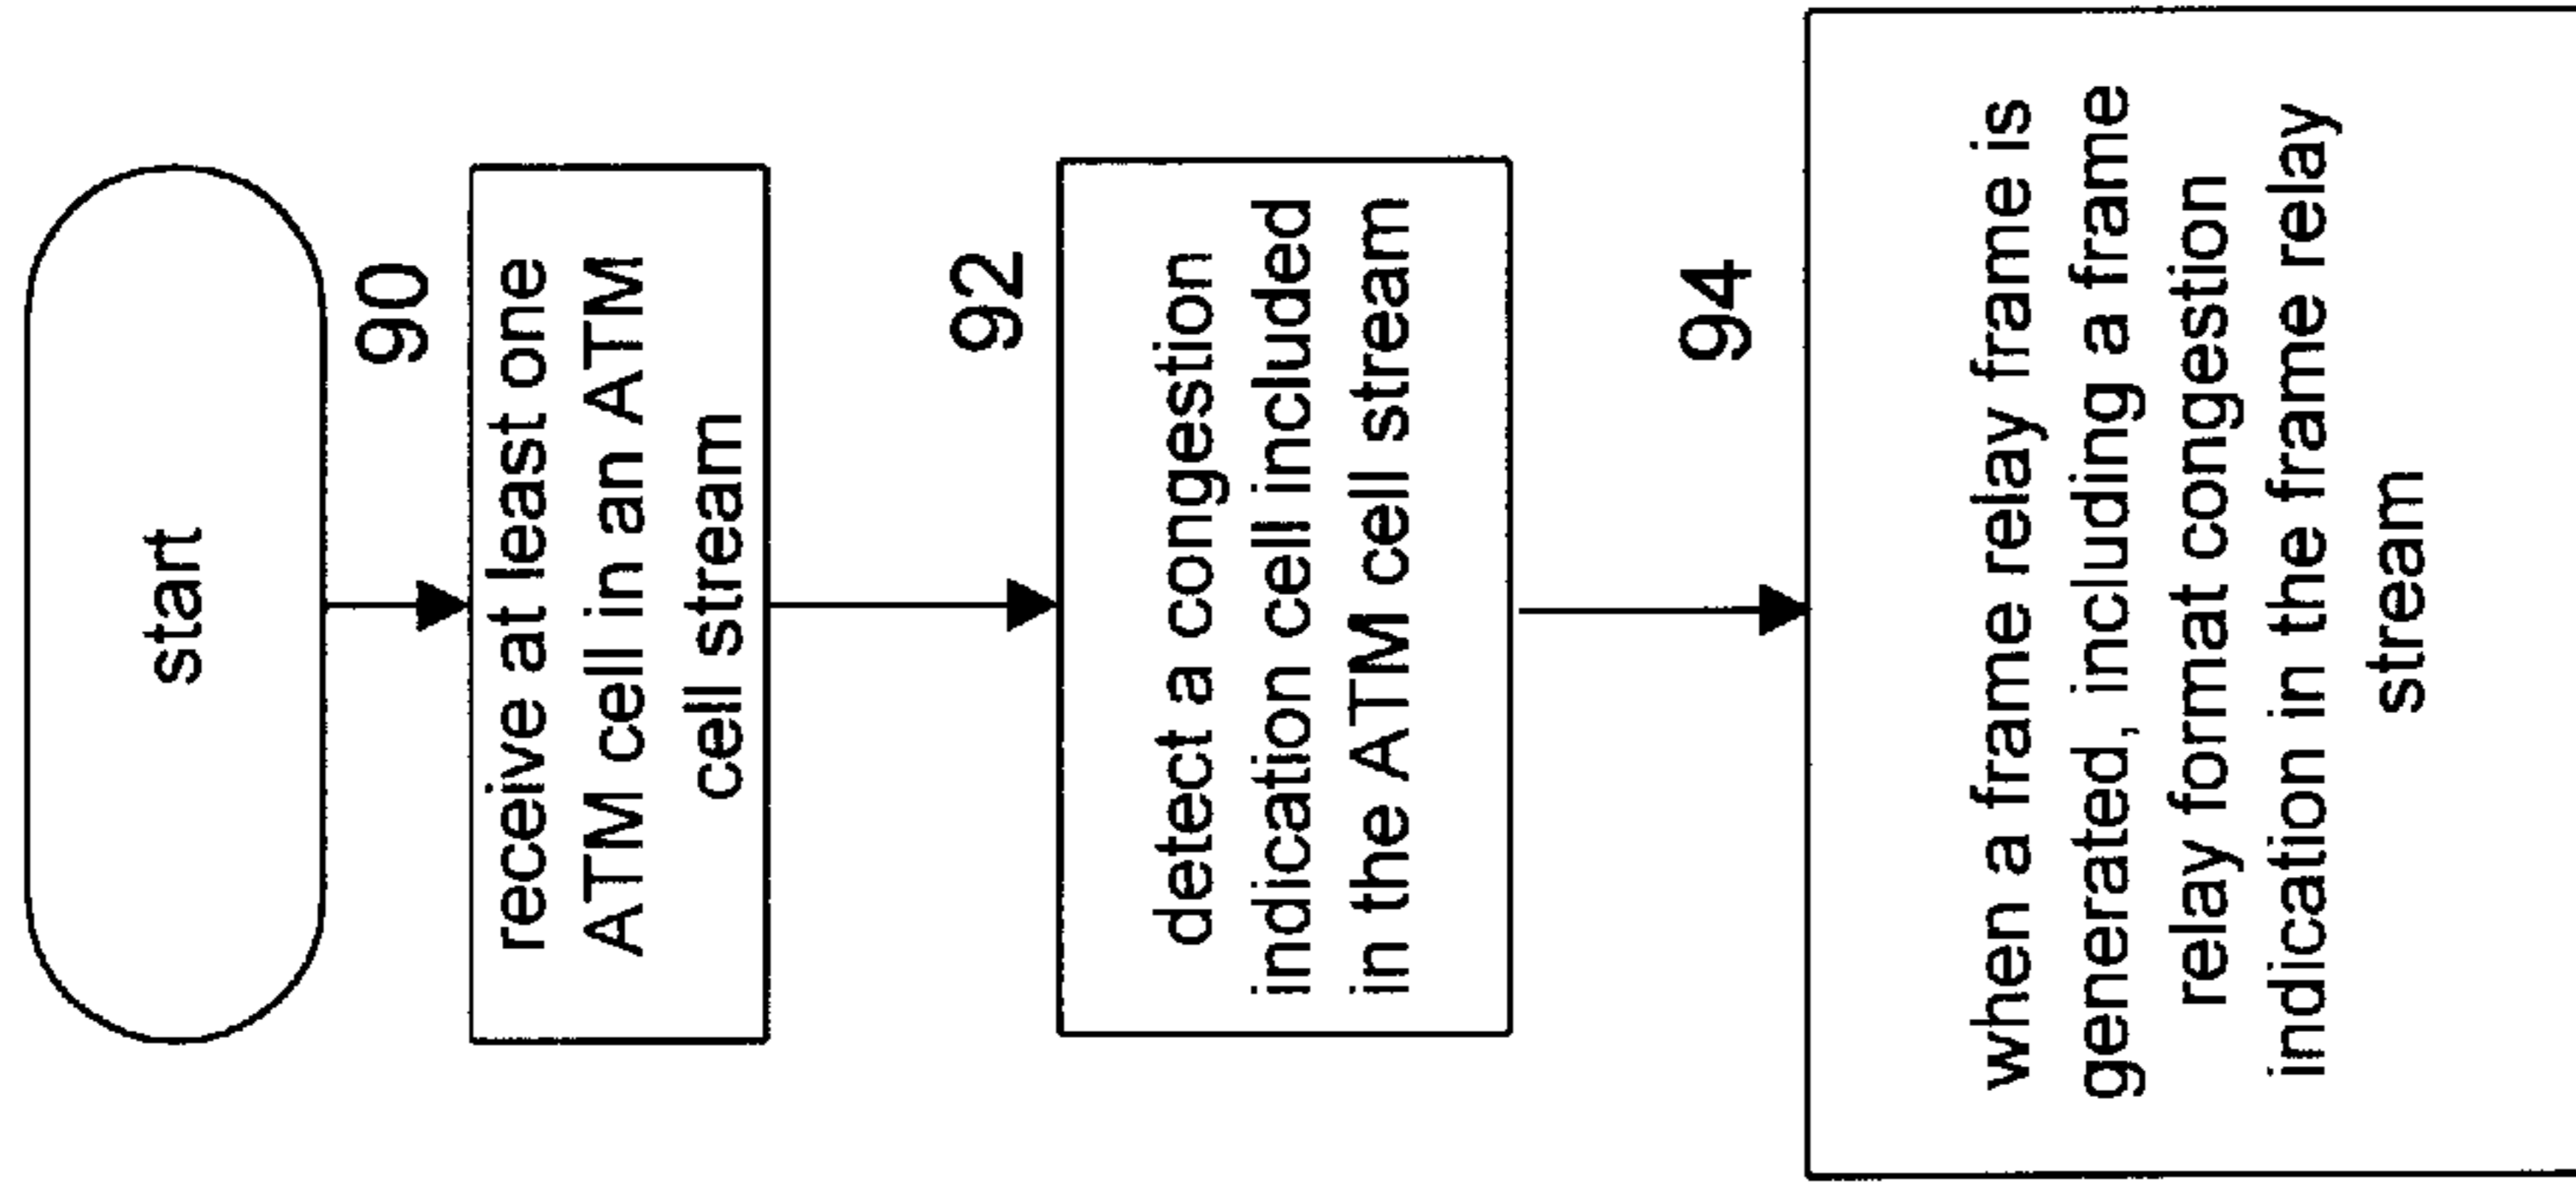 start
90
receive at least one
ATM cell in an ATM
cell stream
92
detect a congestion
indication cell included
in the ATM cell stream
94
when a frame relay frame is
generated, including a frame
relay format congestion
indication in the frame relay
stream